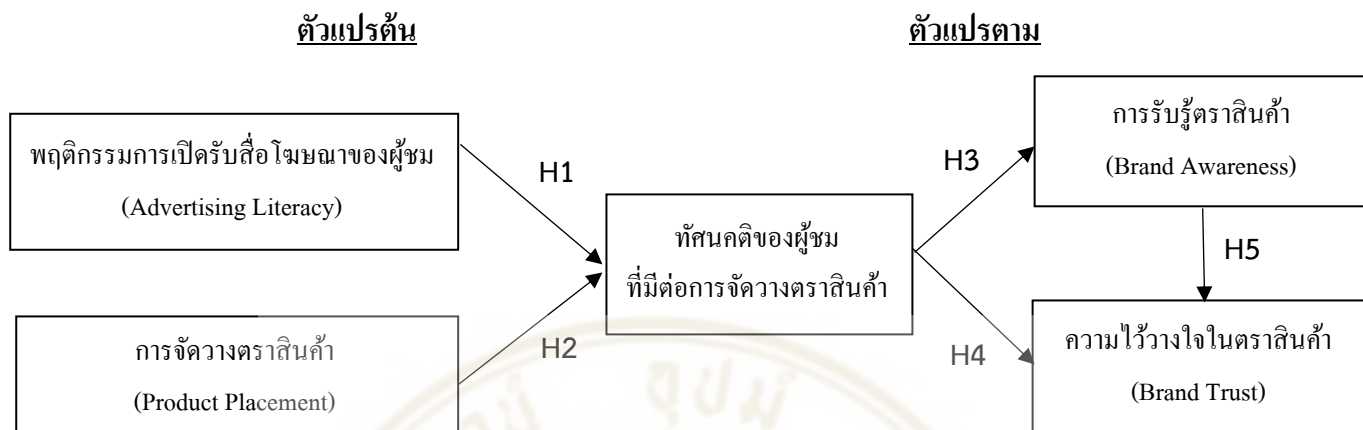 ตัวแปรต้น
ตัวแปรตาม
พฤติกรรมการเปิดรับสื่อโฆษณาของผู้ชม
(Advertising Literacy)
H1
การจัดวางตราสินค้า
(Product Placement)
H2
ทัศนคติของผู้ชม
ที่มีต่อการจัดวางตราสินค้า
H3
H4
การรับรู้ตราสินค้า
(Brand Awareness)
H5
ความไว้วางใจในตราสินค้า
(Brand Trust)